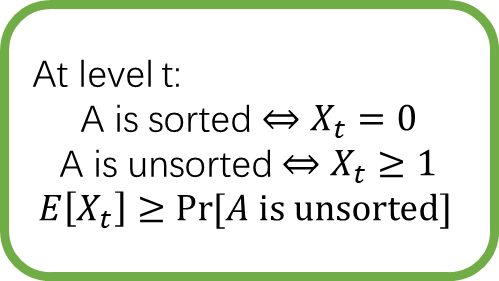 At level t:
A is sorted ⇔ X_t = 0
A is unsorted ⇔ X_t ≥ 1
E[X_t] ≥ Pr[A is unsorted]